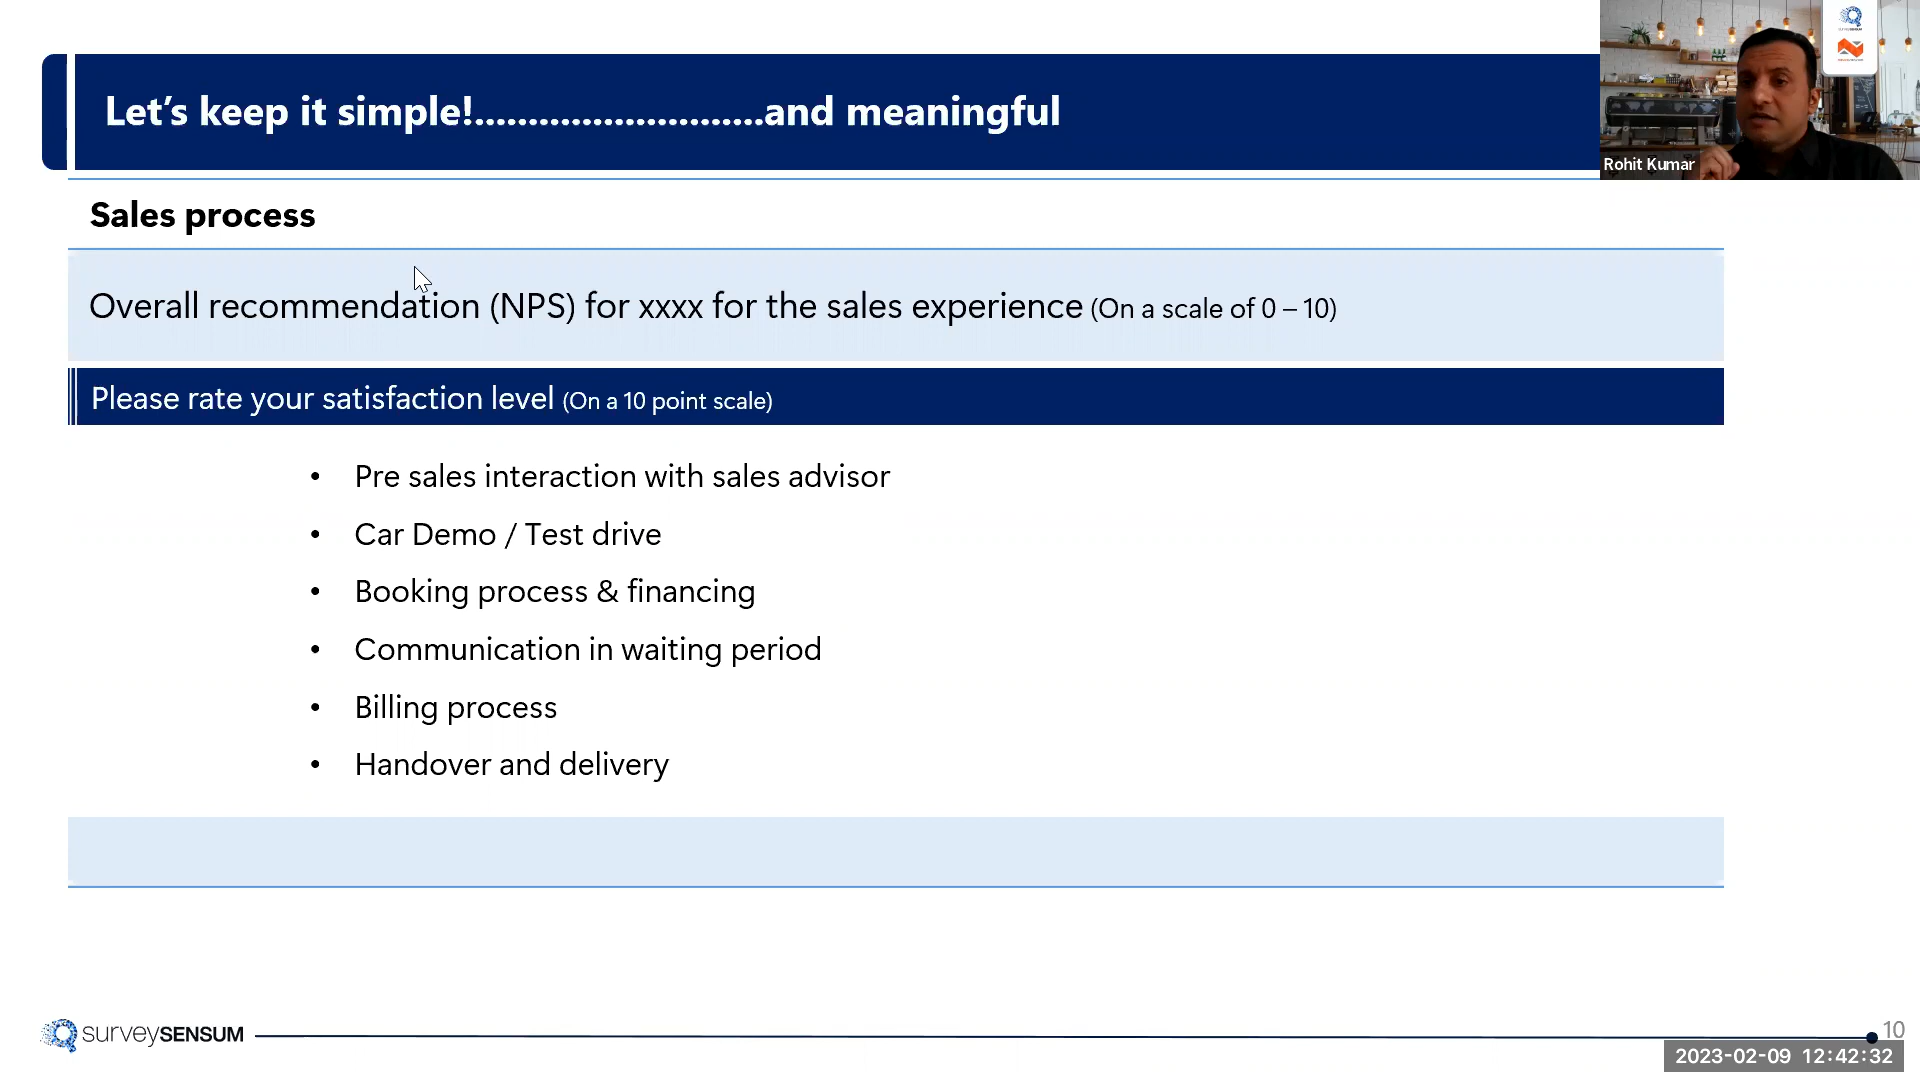 Let's keep it simple!...........................and meaningful
Rohit Kumar
Sales process
Overall recommendation (NPS) for xxxx for the sales experience (On a scale of 0 – 10)
Please rate your satisfaction level (On a 10 point scale)
• Pre sales interaction with sales advisor
• Car Demo / Test drive
• Booking process & financing
• Communication in waiting period
• Billing process
• Handover and delivery
surveySENSUM
10
2023-02-09 12:42:32